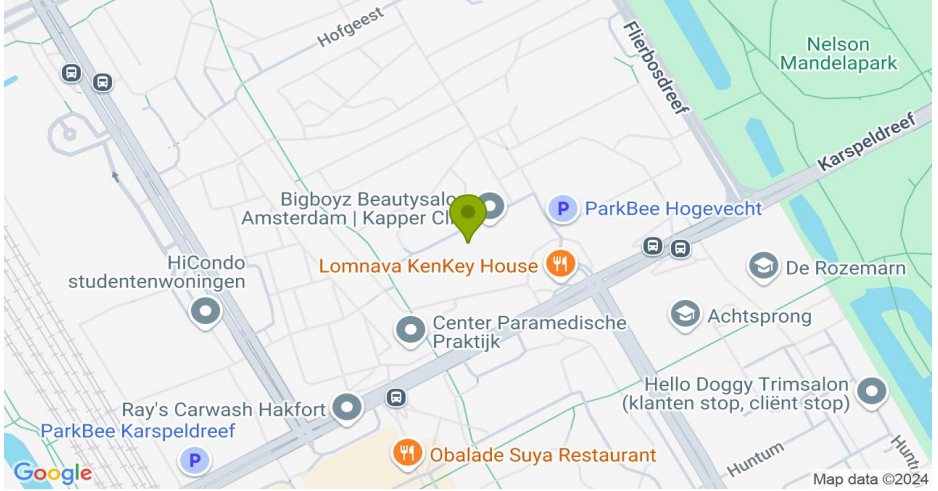 Hofgeest
Flierbosdreef
Nelson
Mandelapark
Karspeldreef
Bigboyz Beautysalo
Amsterdam | Kapper Cl
P
ParkBee Hogevecht
HiCondo
studentenwoningen
Lomnava KenKey House
De Rozemarn
Center Paramedische
Praktijk
Achtsprong
Ray's Carwash Hakfort
Hello Doggy Trimsalon
(klanten stop, cliënt stop)
ParkBee Karspeldreef
P
Obalade Suya Restaurant
Huntum
Huntu
Google
Map data ©2024